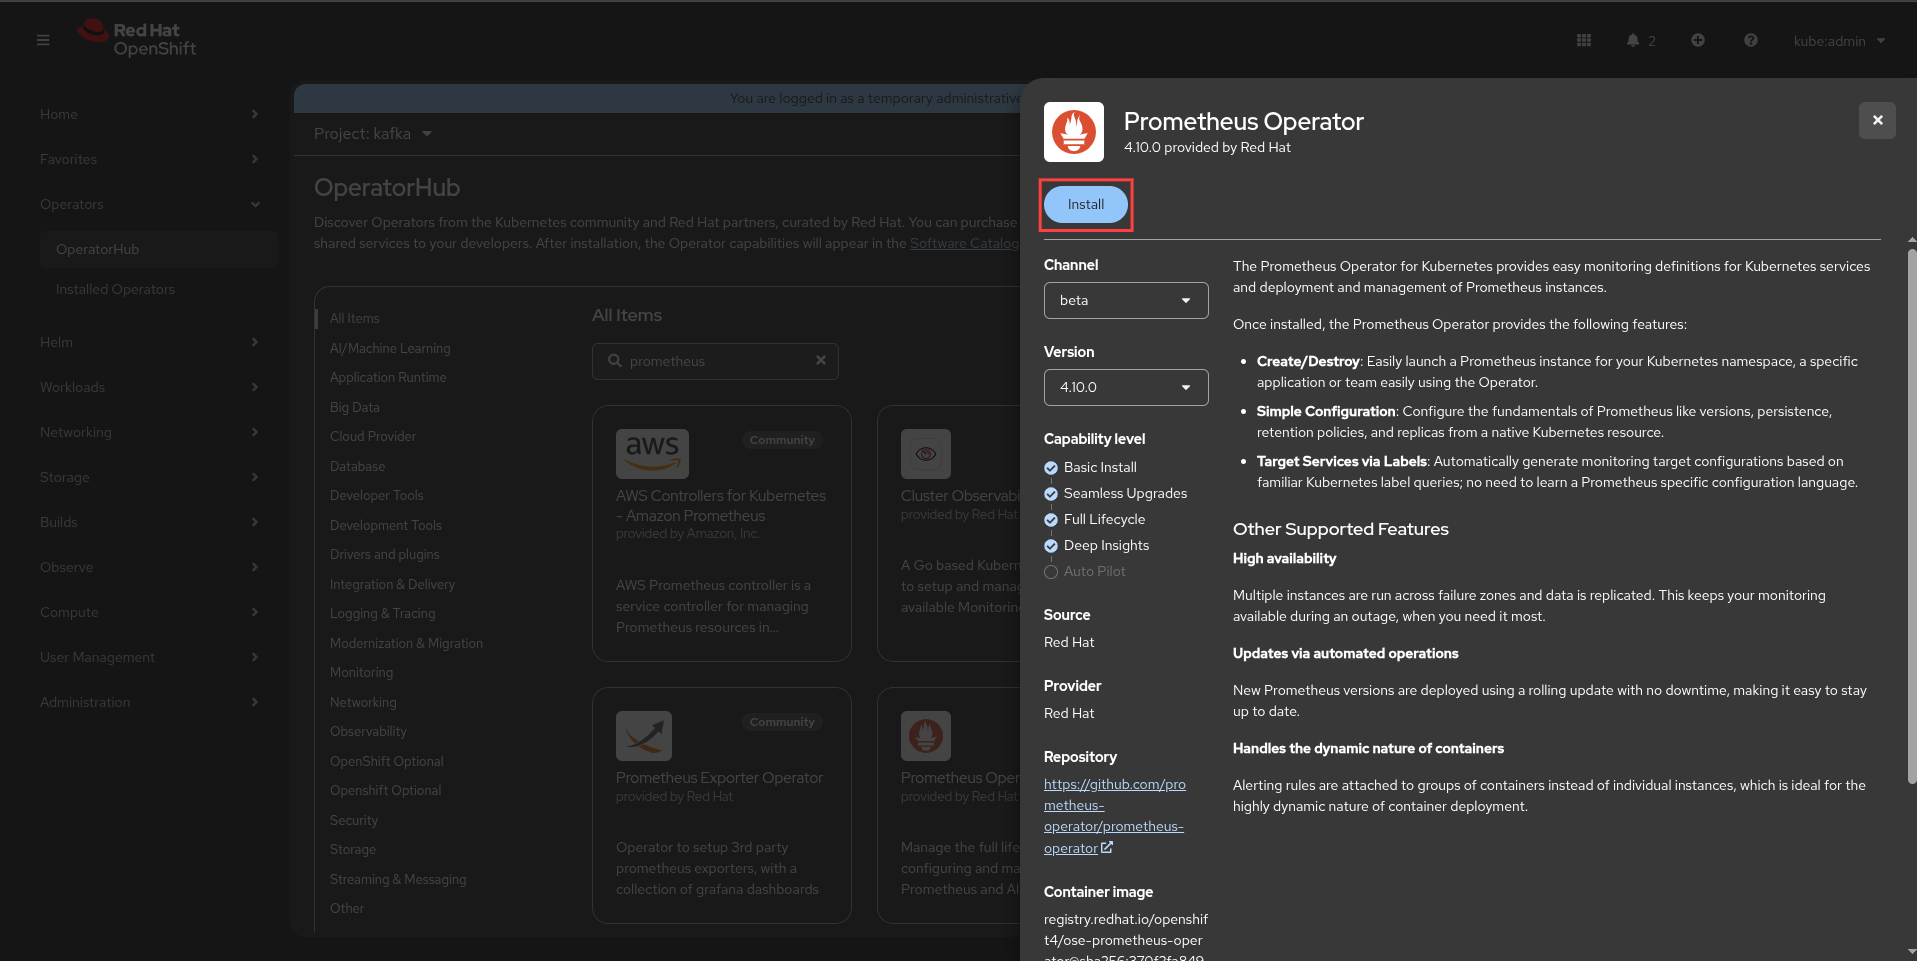 Red Hat
OpenShift
2
kube:admin
Home
Favorites
Operators
OperatorHub
Installed Operators
Helm
Workloads
Networking
Storage
Builds
Observe
Compute
User Management
Administration
You are logged in as a temporary administrative
Project: kafka
OperatorHub
Discover Operators from the Kubernetes community and Red Hat partners, curated by Red Hat. You can purchase
shared services to your developers. After installation, the Operator capabilities will appear in the Software Catalog
All Items
AI/Machine Learning
Application Runtime
Big Data
Cloud Provider
Database
Developer Tools
Development Tools
Drivers and plugins
Integration & Delivery
Logging & Tracing
Modernization & Migration
Monitoring
Networking
Observability
OpenShift Optional
Openshift Optional
Security
Storage
Streaming & Messaging
Other
All Items
prometheus
aws
Community
AWS Controllers for Kubernetes
- Amazon Prometheus
provided by Amazon, Inc.
AWS Prometheus controller is a
service controller for managing
Prometheus resources in...
Cluster Observabi
provided by Red Hat
A Go based Kubern
to setup and mana
available Monitorin
Community
Prometheus Exporter Operator
provided by Red Hat
Operator to setup 3rd party
prometheus exporters, with a
collection of grafana dashboards
Prometheus Oper
provided by Red Hat
Manage the full life
configuring and ma
Prometheus and Al
Prometheus Operator
4.10.0 provided by Red Hat
Install
Channel
beta
Version
4.10.0
Capability level
Basic Install
Seamless Upgrades
Full Lifecycle
Deep Insights
Auto Pilot
Source
Red Hat
Provider
Red Hat
Repository
https://github.com/pro
metheus-
operator/prometheus-
operator
Container image
registry.redhat.io/openshif
t4/ose-prometheus-oper
ator@sha256:370f2fa849
The Prometheus Operator for Kubernetes provides easy monitoring definitions for Kubernetes services
and deployment and management of Prometheus instances.
Once installed, the Prometheus Operator provides the following features:
• Create/Destroy: Easily launch a Prometheus instance for your Kubernetes namespace, a specific
application or team easily using the Operator.
• Simple Configuration: Configure the fundamentals of Prometheus like versions, persistence,
retention policies, and replicas from a native Kubernetes resource.
• Target Services via Labels: Automatically generate monitoring target configurations based on
familiar Kubernetes label queries; no need to learn a Prometheus specific configuration language.
Other Supported Features
High availability
Multiple instances are run across failure zones and data is replicated. This keeps your monitoring
available during an outage, when you need it most.
Updates via automated operations
New Prometheus versions are deployed using a rolling update with no downtime, making it easy to stay
up to date.
Handles the dynamic nature of containers
Alerting rules are attached to groups of containers instead of individual instances, which is ideal for the
highly dynamic nature of container deployment.